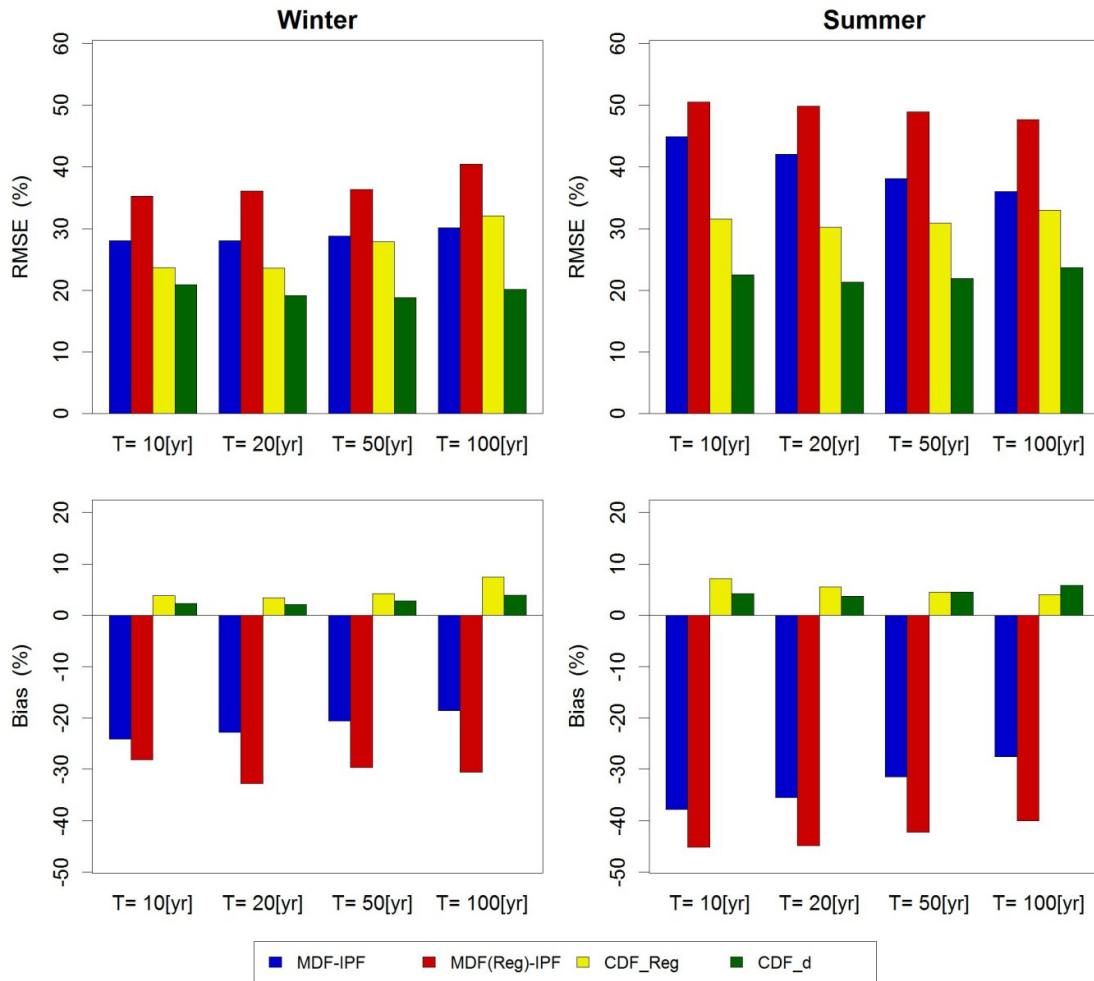 Winter
Summer
RMSE (%)
60
50
40
30
20
10
0
T= 10[yr] T= 20[yr] T= 50[yr] T= 100[yr]
RMSE (%)
60
50
40
30
20
10
0
T= 10[yr] T= 20[yr] T= 50[yr] T= 100[yr]
Bias (%)
20
10
0
-10
-20
-30
-40
-50
T= 10[yr] T= 20[yr] T= 50[yr] T= 100[yr]
Bias (%)
20
10
0
-10
-20
-30
-40
-50
T= 10[yr] T= 20[yr] T= 50[yr] T= 100[yr]
MDF-IPF MDF(Reg)-IPF CDF_Reg CDF_d